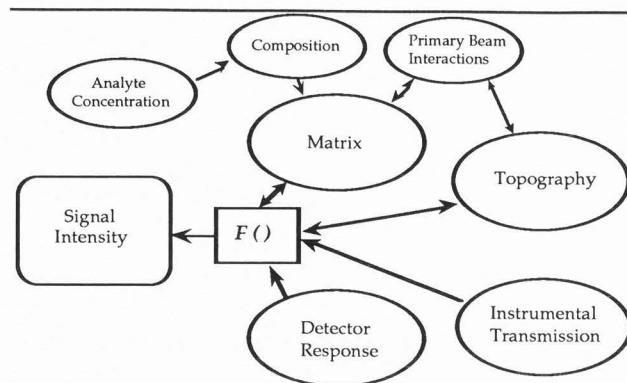 Composition
Primary Beam
Interactions
Analyte
Concentration
Matrix
Topography
Signal
Intensity
F ( )
Instrumental
Transmission
Detector
Response